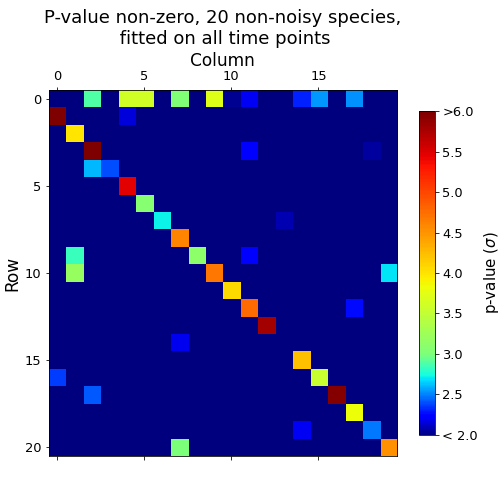 P-value non-zero, 20 non-noisy species,
fitted on all time points
Column
0 5 10 15
Row
0
5
10
15
20
>6.0
5.5
5.0
4.5
4.0
3.5
3.0
2.5
< 2.0
p-value (σ)